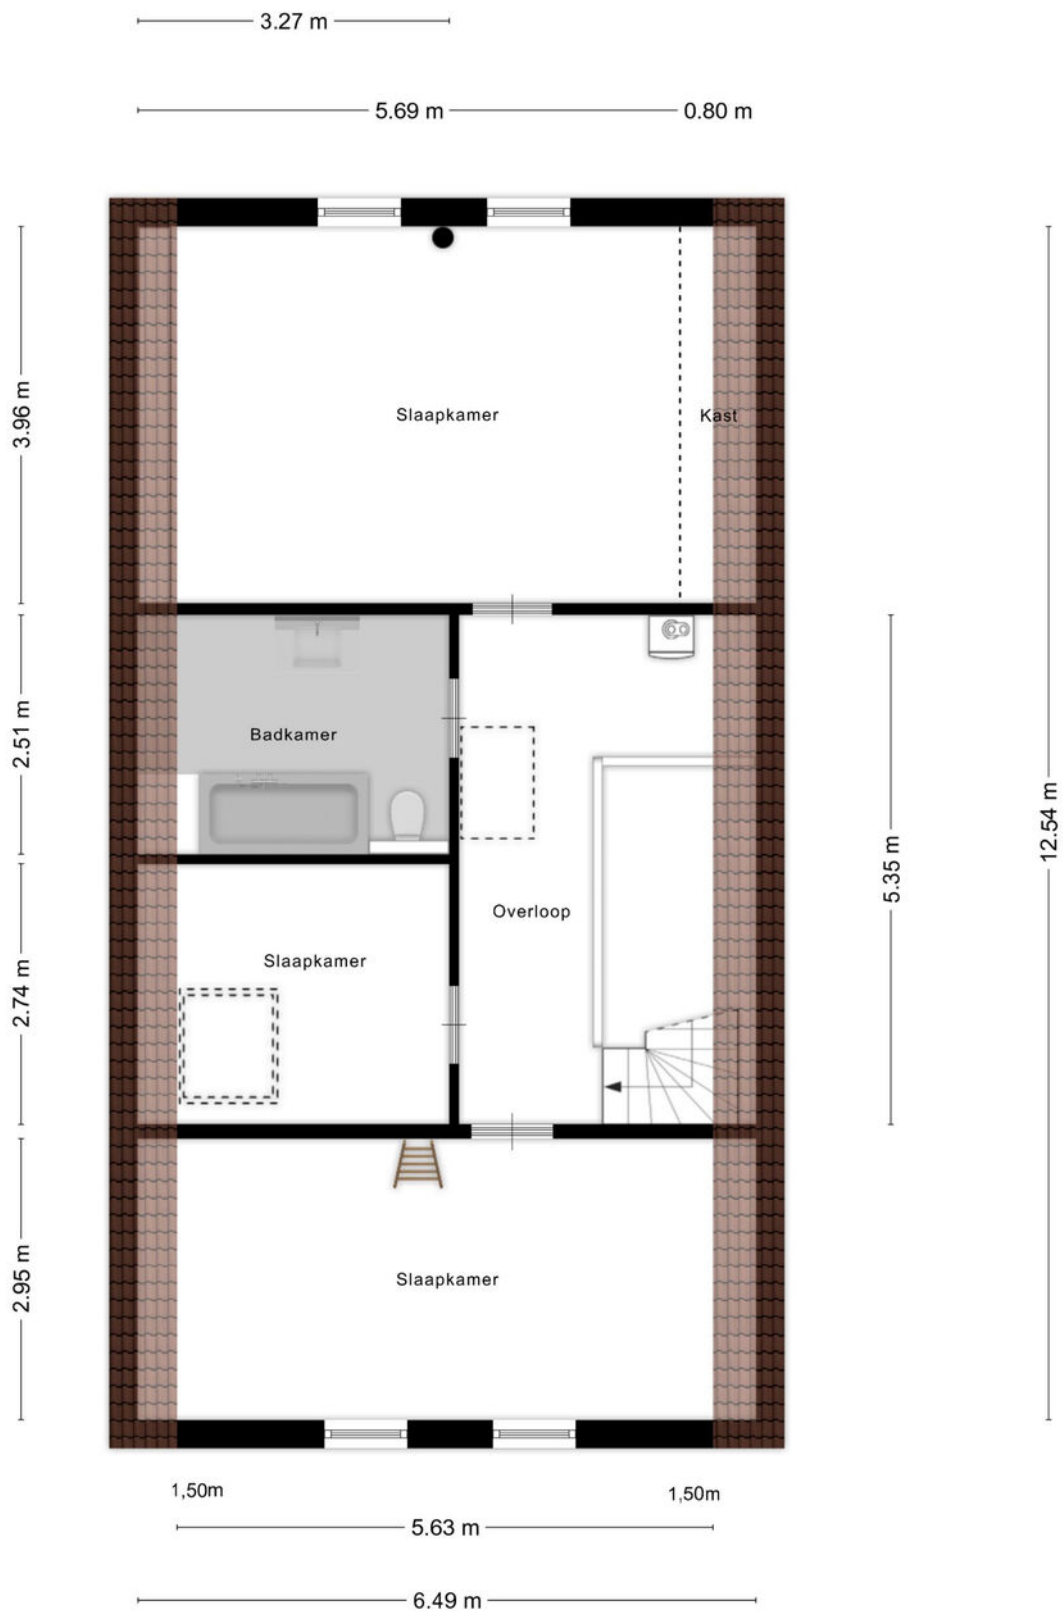 3.27 m
5.69 m
0.80 m
3.96 m
Slaapkamer
Kast
2.51 m
Badkamer
12.54 m
5.35 m
Overloop
Slaapkamer
2.74 m
2.95 m
Slaapkamer
1,50m
1,50m
5.63 m
6.49 m